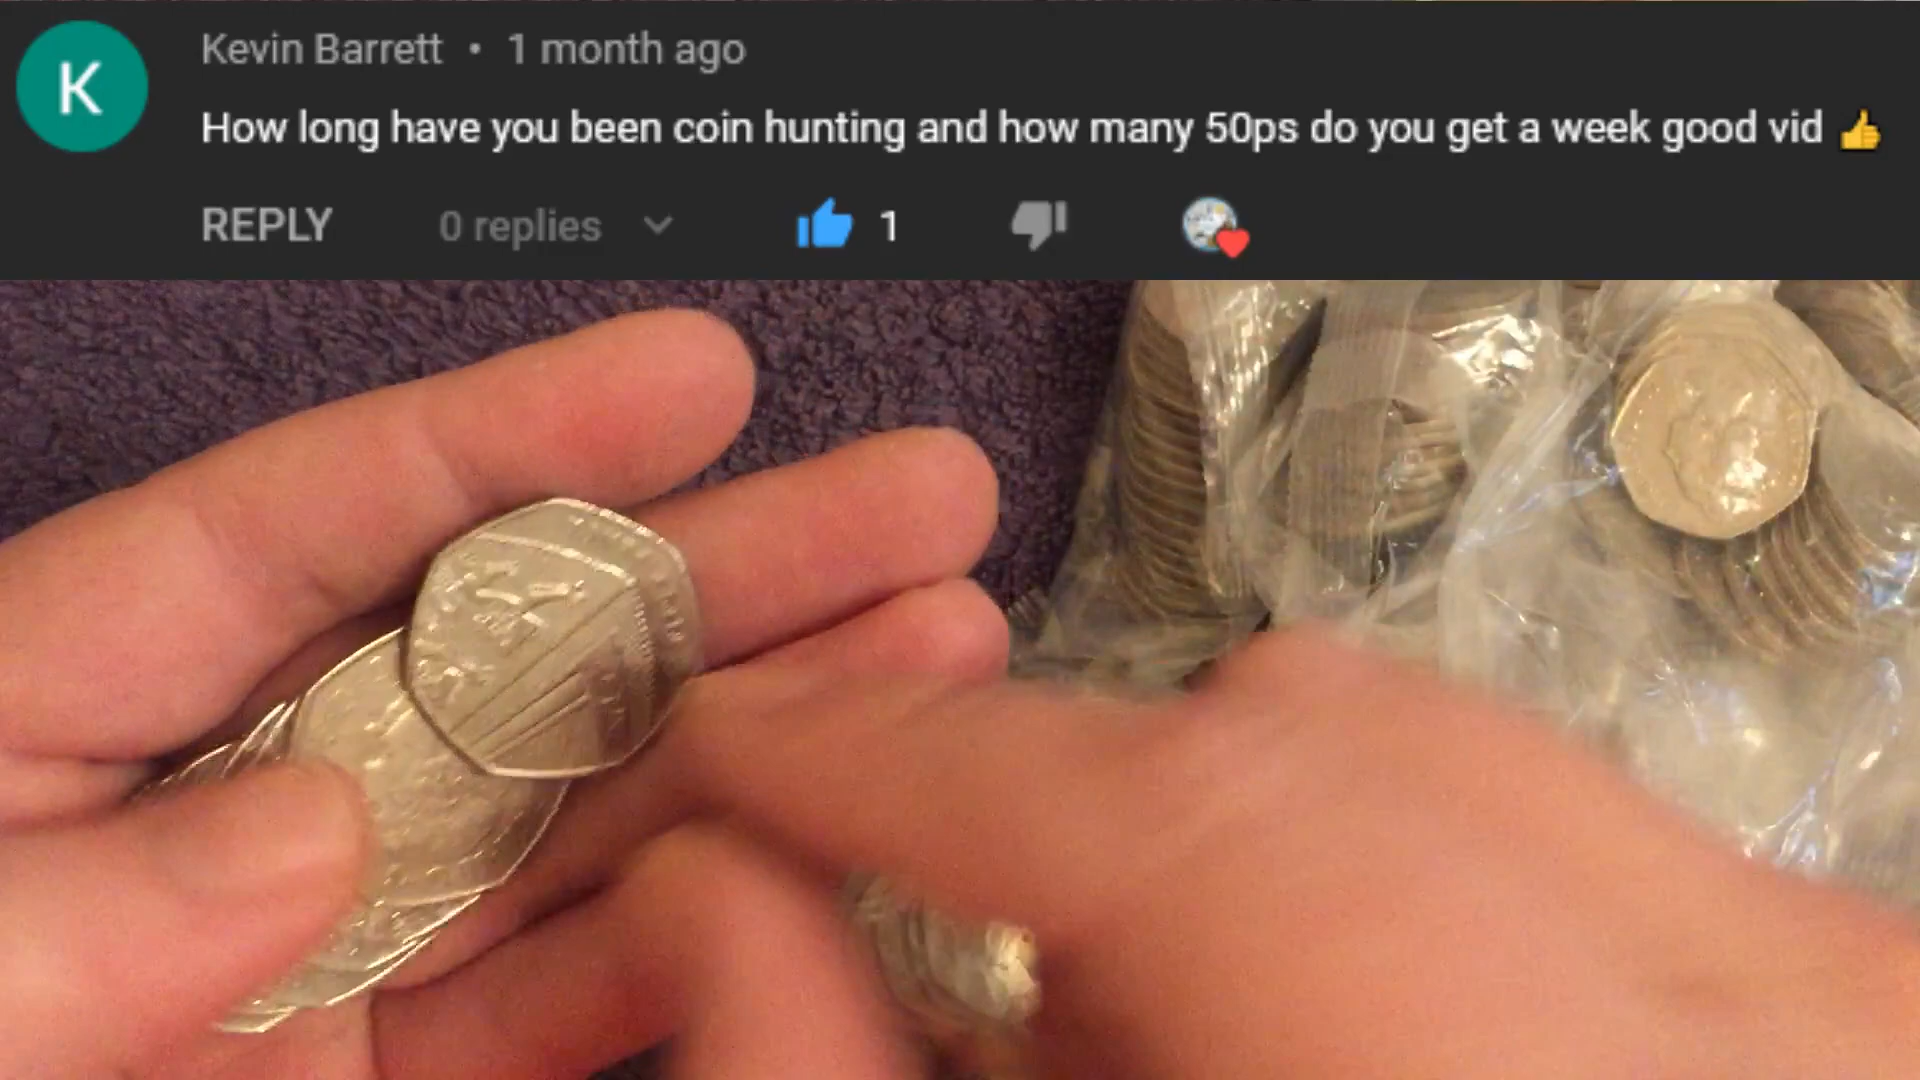 K
Kevin Barrett • 1 month ago
How long have you been coin hunting and how many 50ps do you get a week good vid 👍
REPLY 0 replies 1